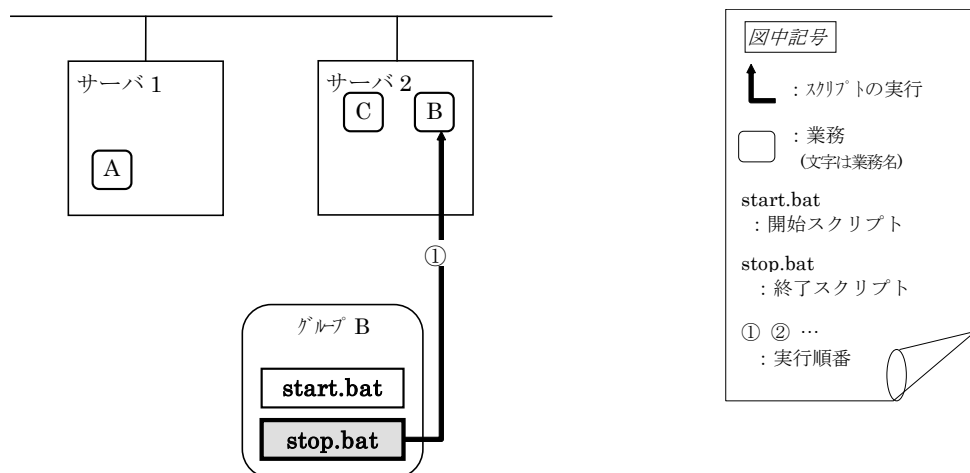 サーバ 1
サーバ 2
A
C
B
①
グループ B
start.bat
stop.bat
図中記号
：スクリプトの実行
：業務
(文字は業務名)
start.bat
：開始スクリプト
stop.bat
：終了スクリプト
① ② …
：実行順番